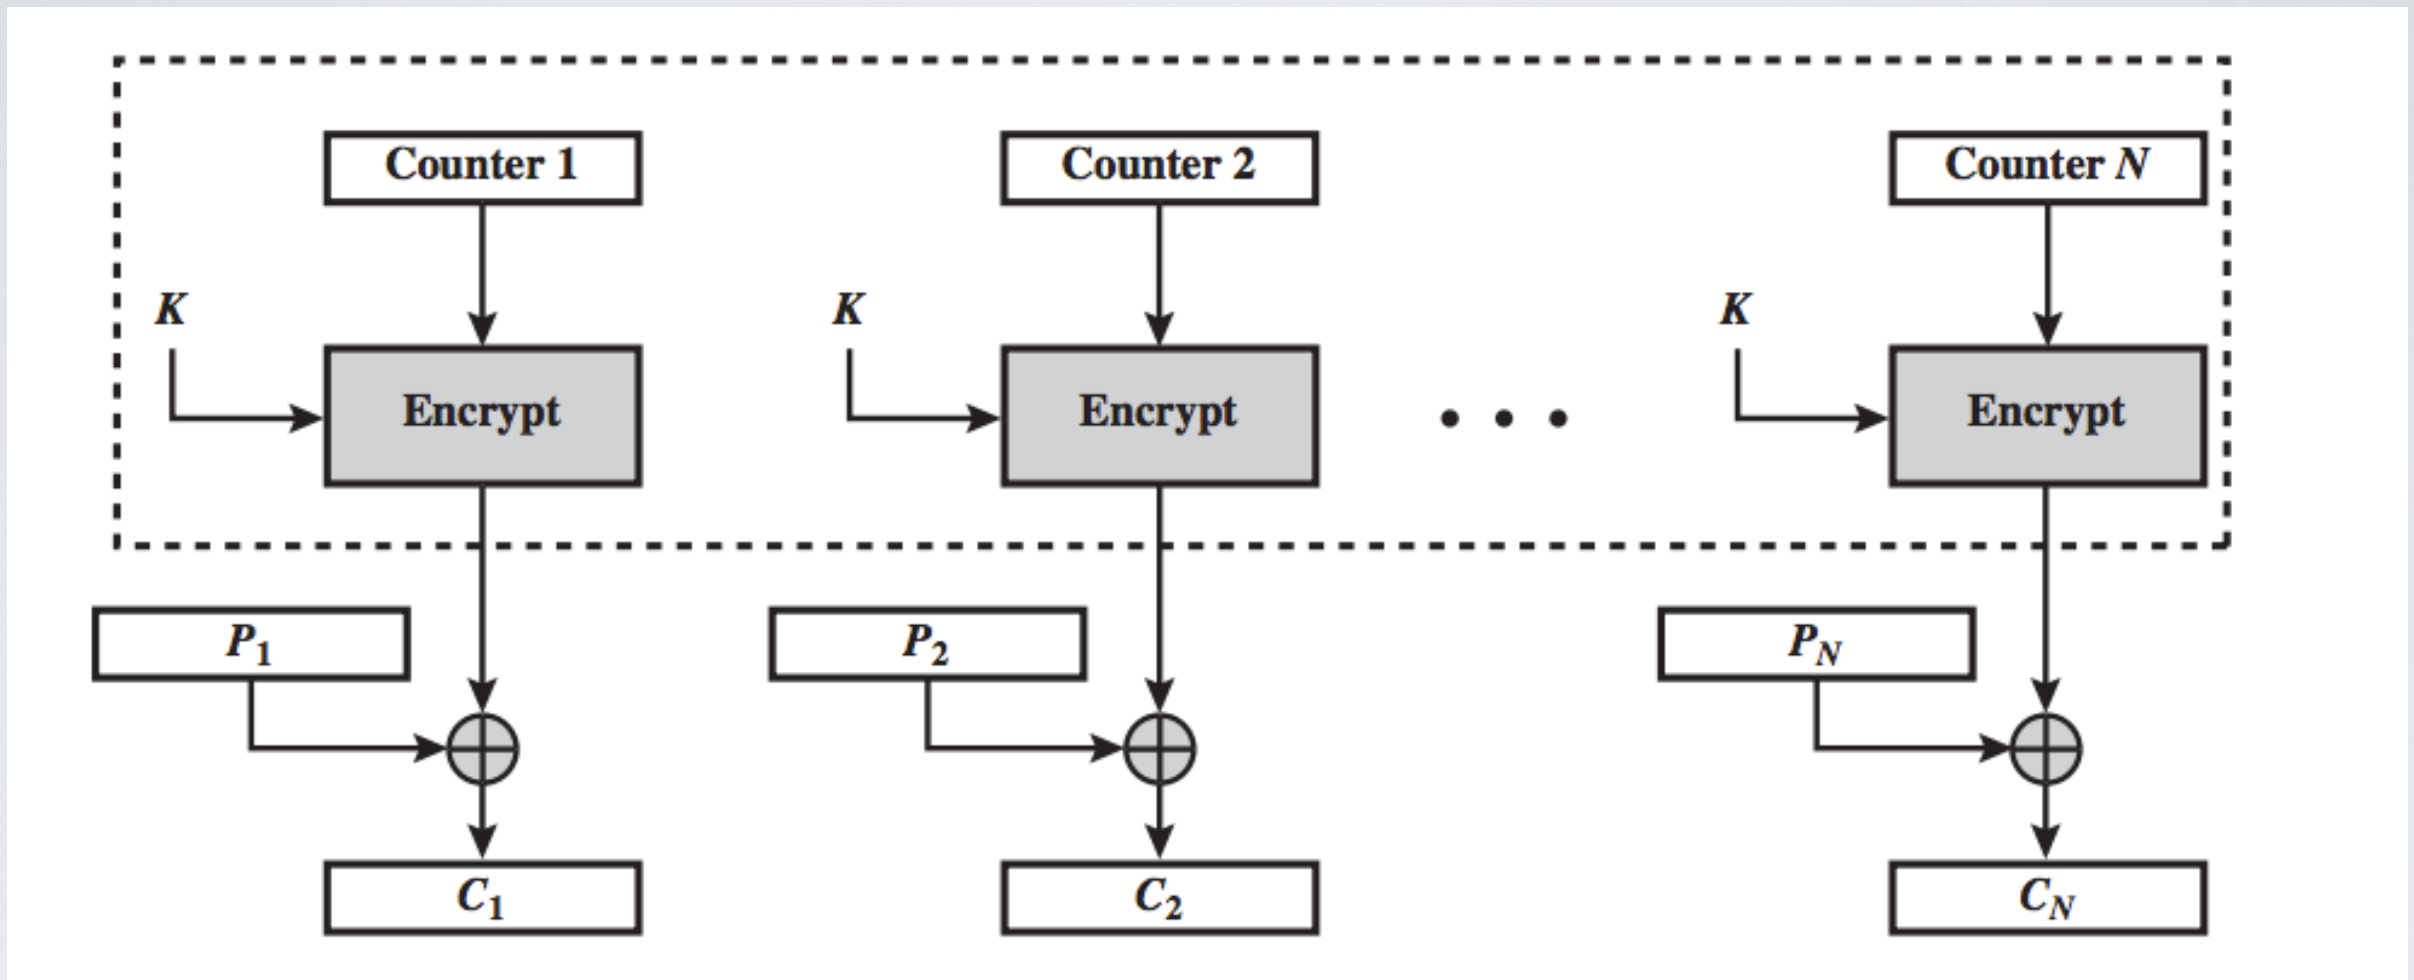 Counter 1 Counter 2 Counter N
K K K
Encrypt Encrypt Encrypt
P1 P2 PN
C1 C2 CN